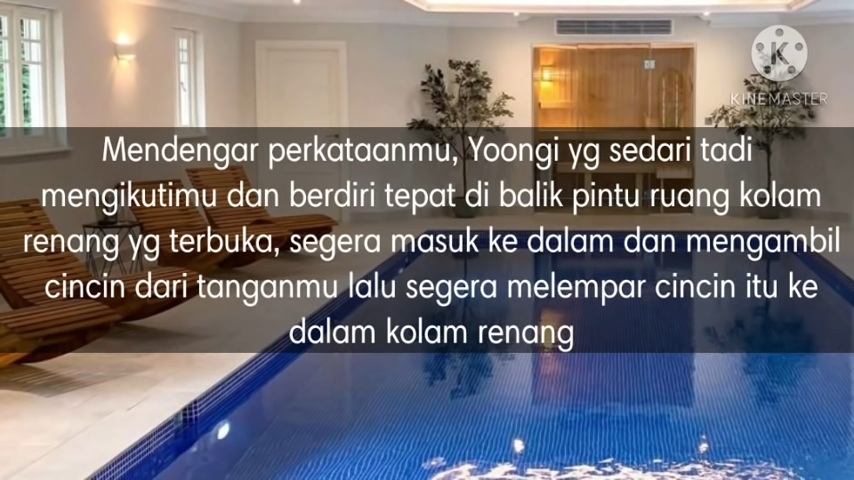 KINEMASTER
Mendengar perkataanmu, Yoongi yg sedari tadi
mengikutimu dan berdiri tepat di balik pintu ruang kolam
renang yg terbuka, segera masuk ke dalam dan mengambil
cincin dari tanganmu lalu segera melempar cincin itu ke
dalam kolam renang